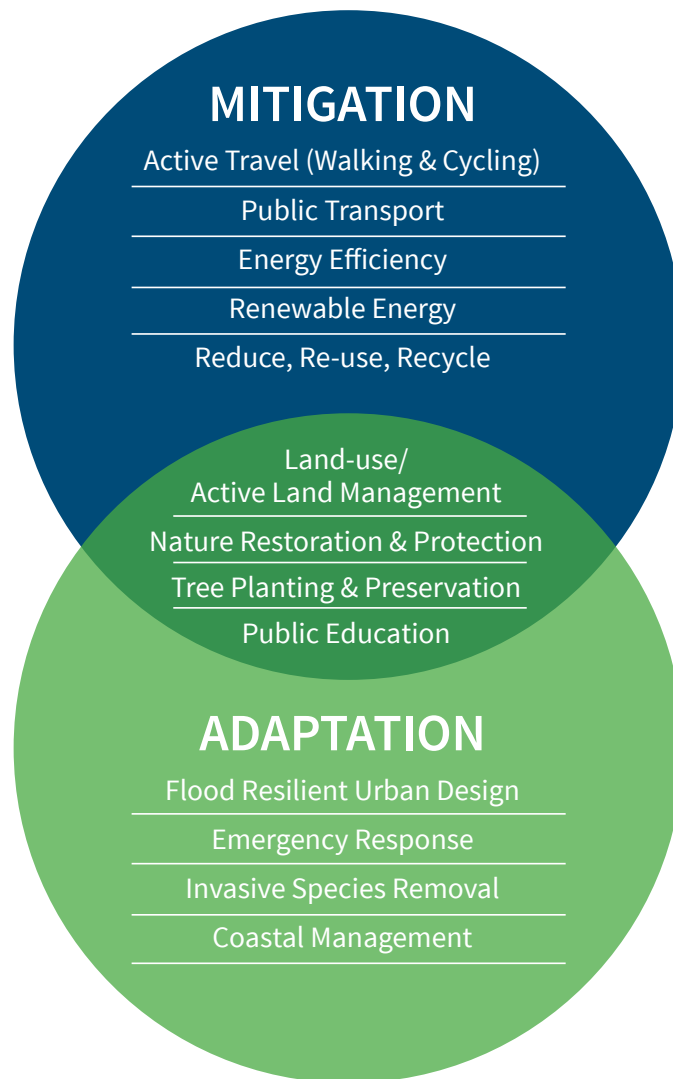 MITIGATION
Active Travel (Walking & Cycling)
Public Transport
Energy Efficiency
Renewable Energy
Reduce, Re-use, Recycle
Land-use/
Active Land Management
Nature Restoration & Protection
Tree Planting & Preservation
Public Education
ADAPTATION
Flood Resilient Urban Design
Emergency Response
Invasive Species Removal
Coastal Management